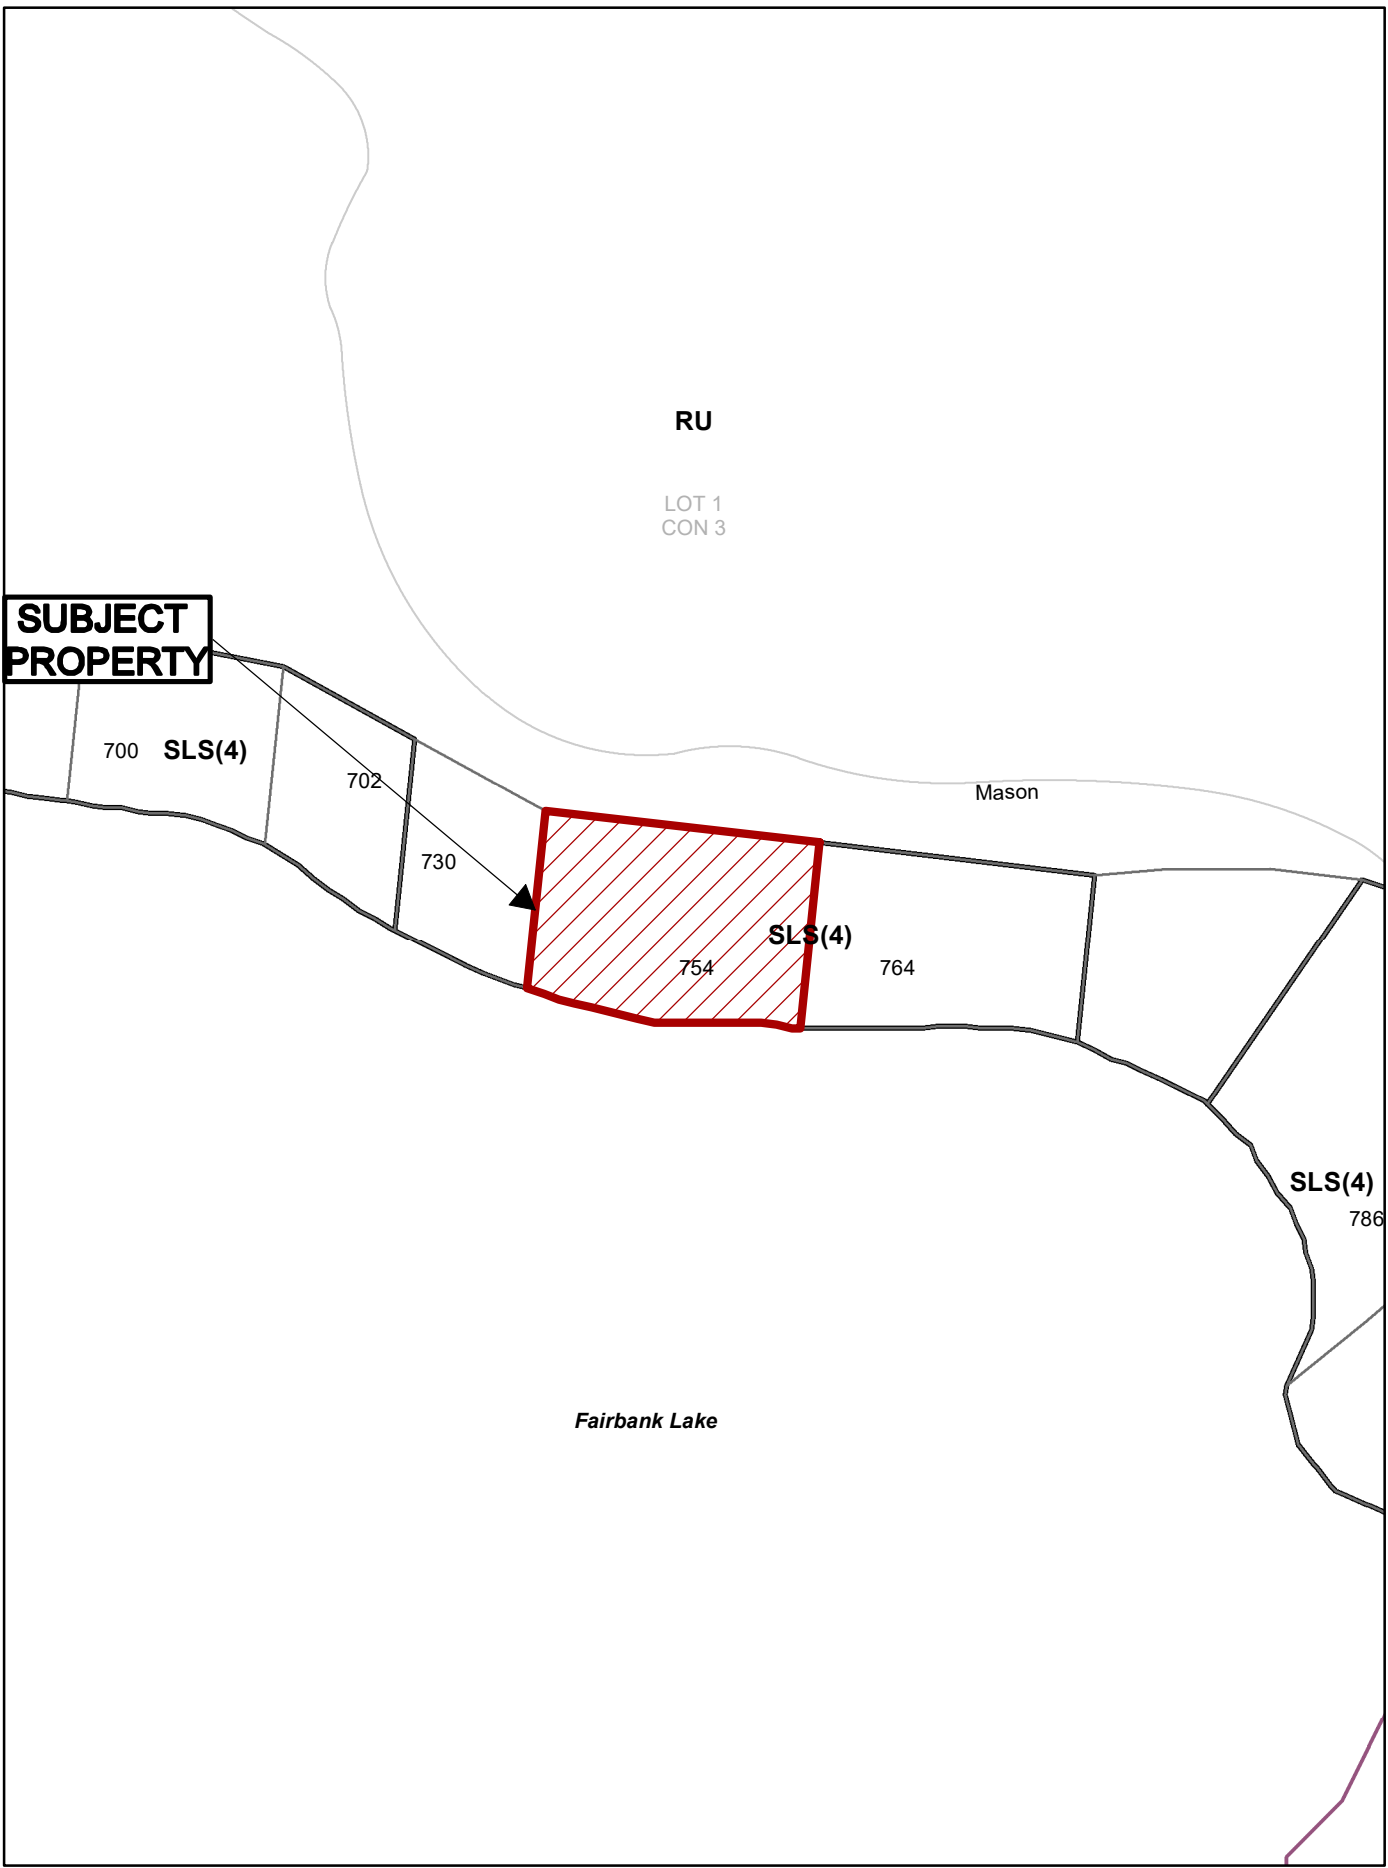 RU
LOT 1
CON 3
SUBJECT
PROPERTY
700
SLS(4)
702
Mason
730
SLS(4)
754
764
SLS(4)
786
Fairbank Lake